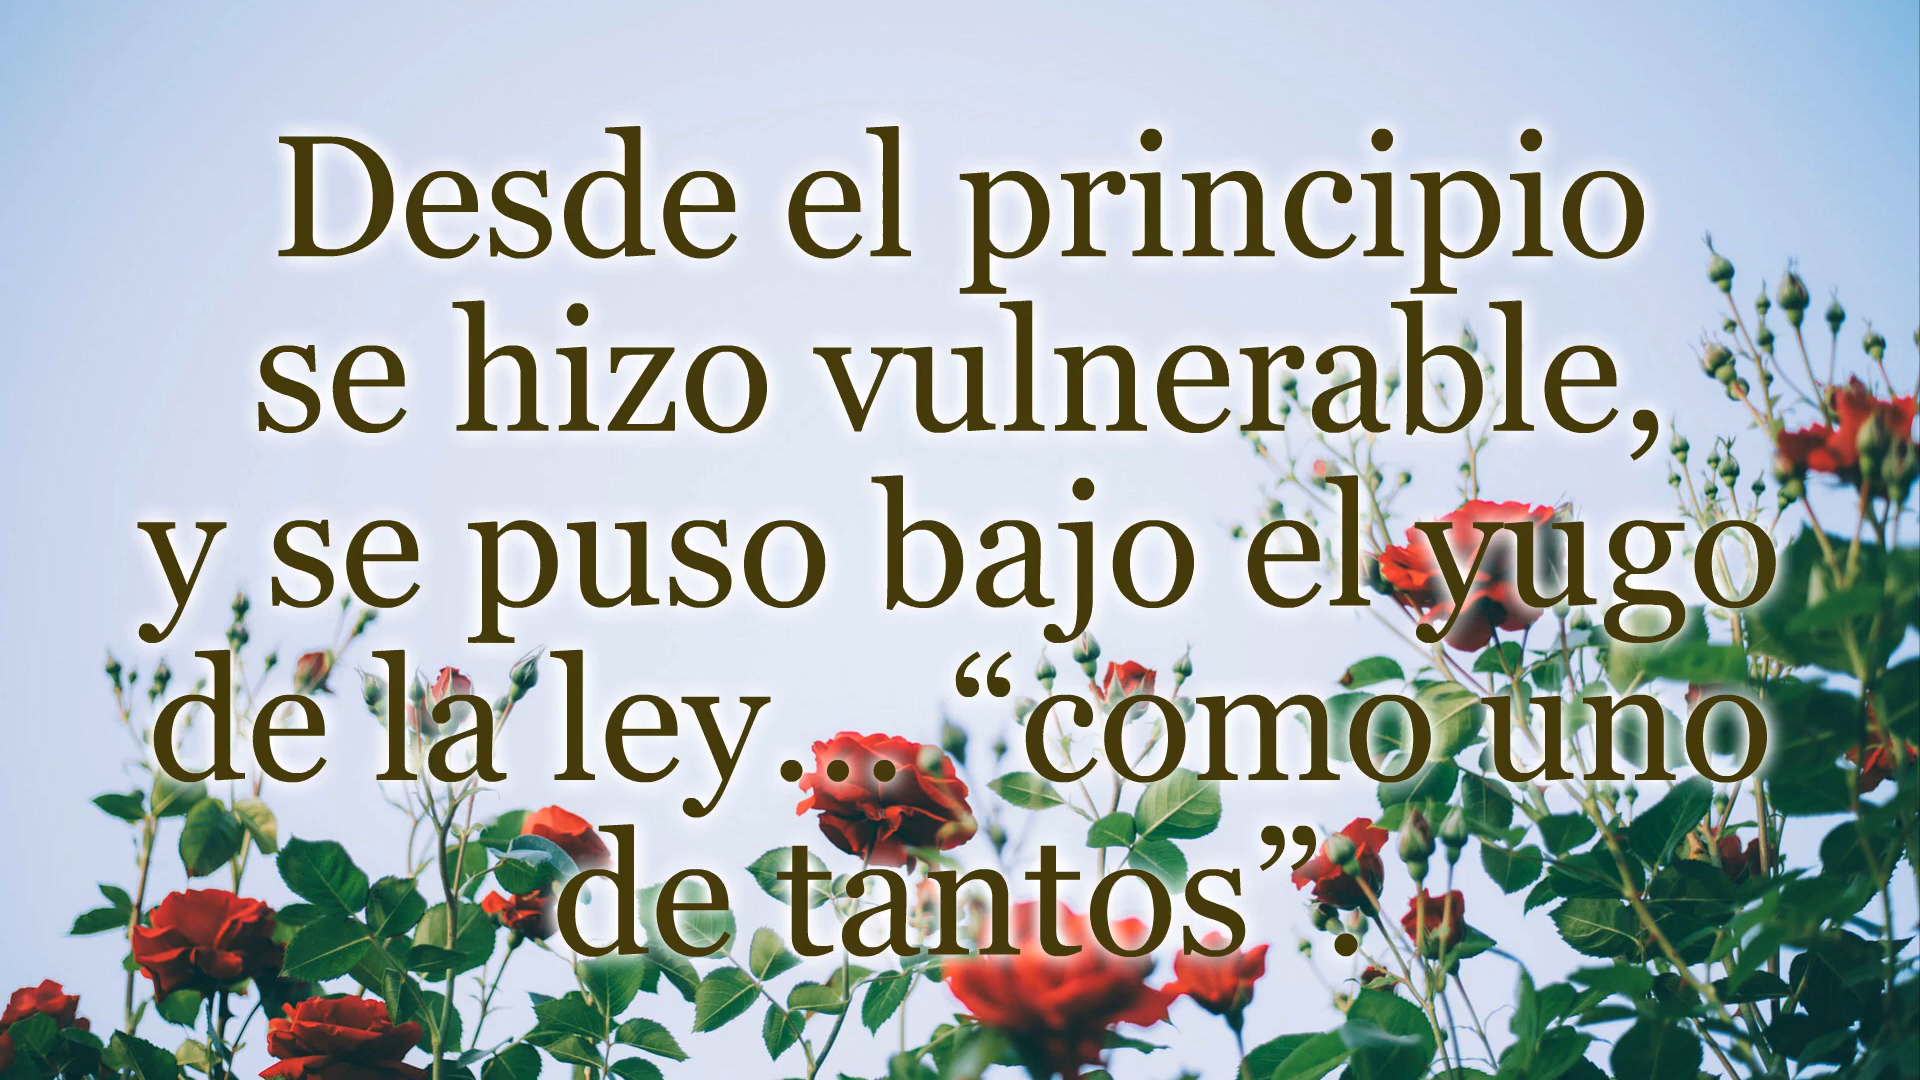 Desde el principio
se hizo vulnerable,
y se puso bajo el yugo
de la ley... “como uno
de tantos”.